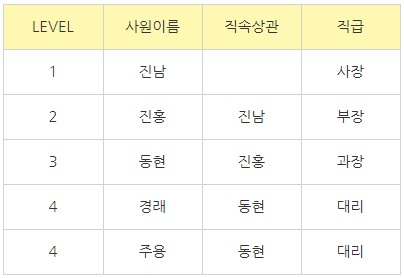 LEVEL 사원이름 직속상관 직급
1 진남 사장
2 진홍 진남 부장
3 동현 진홍 과장
4 경래 동현 대리
4 주용 동현 대리